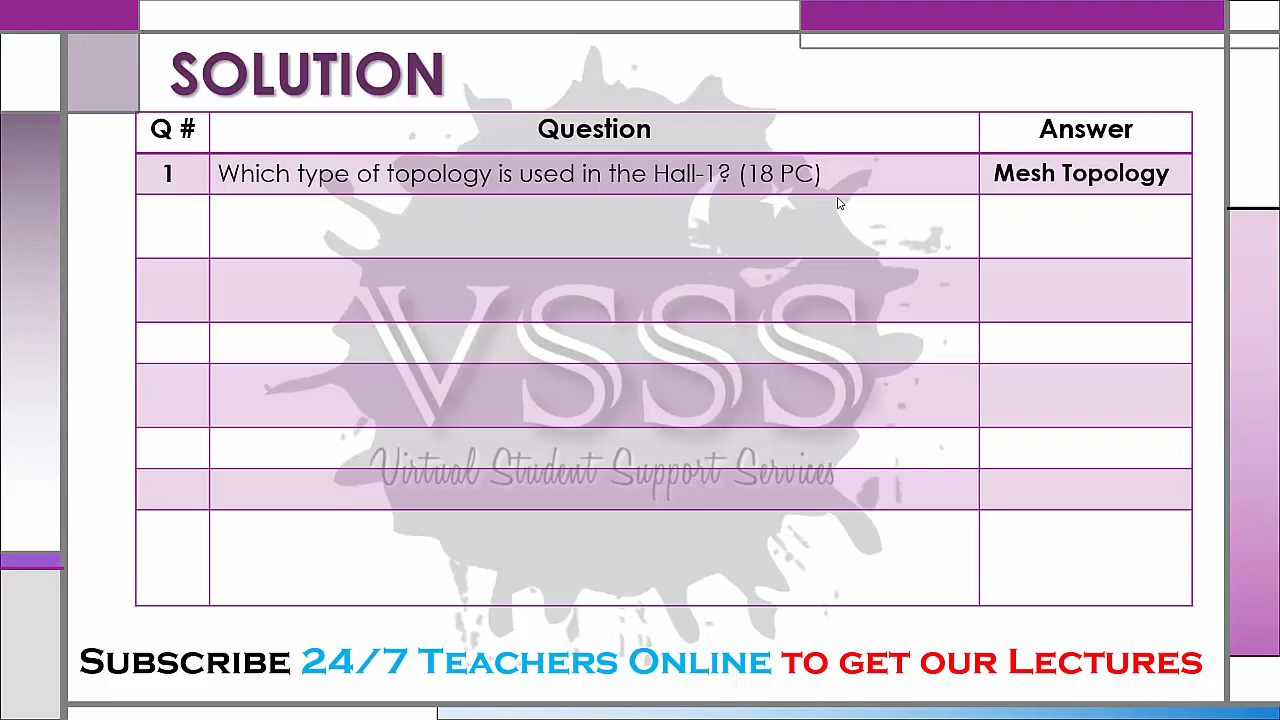 SOLUTION
Q # Question Answer
1 Which type of topology is used in the Hall-1? (18 PC) Mesh Topology
VSSS
Virtual Student Support Services
SUBSCRIBE 24/7 TEACHERS ONLINE TO GET OUR LECTURES